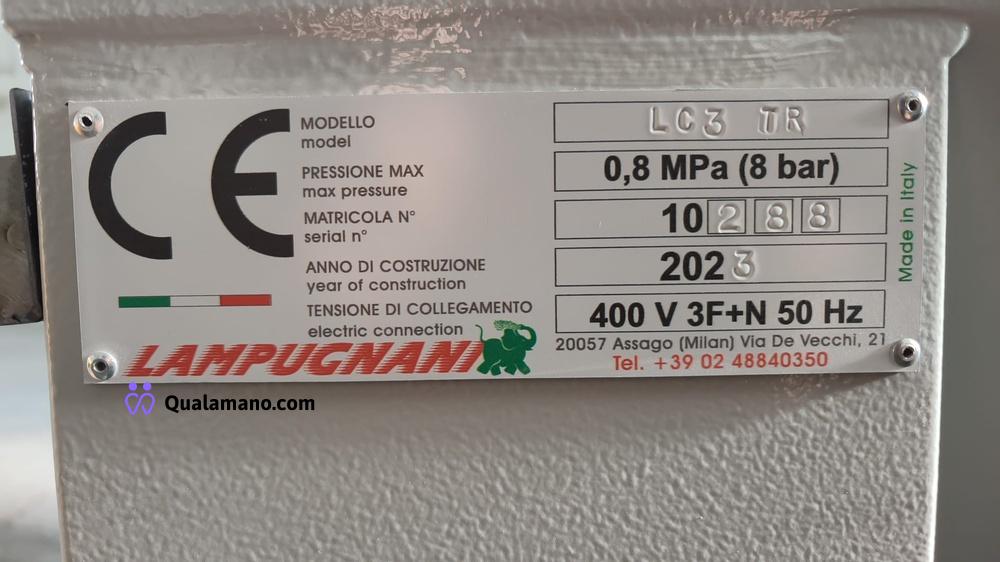 CE
MODELLO
model
LC3 TR
PRESSIONE MAX
max pressure
0,8 MPa (8 bar)
MATRICOLA N°
serial n°
10288
ANNO DI COSTRUZIONE
year of construction
2023
TENSIONE DI COLLEGAMENTO
electric connection
400 V 3F+N 50 Hz
Made in Italy
LAMPUGNANI
20057 Assago (Milan) Via De Vecchi, 21
Tel. +39 02 48840350
Qualamano.com